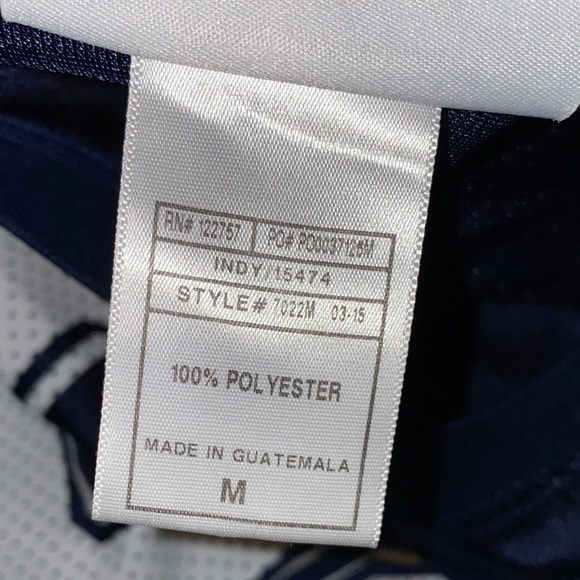 RN# 122757 PO# PO0037126M
INDY/15474
STYLE# 7022M 03-15
100% POLYESTER
MADE IN GUATEMALA
M